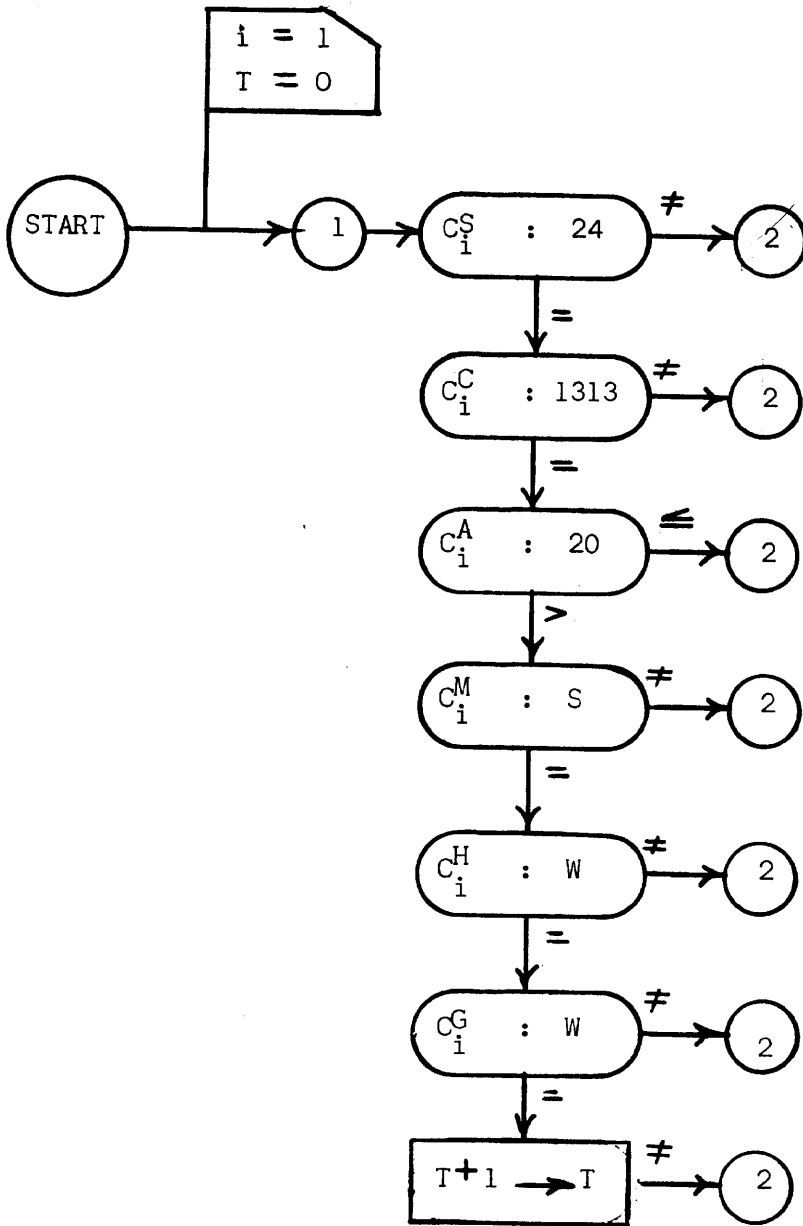 i = 1
T = 0
START
1
C_i^S : 24
≠
2
=
C_i^C : 1313
≠
2
=
C_i^A : 20
≤
2
>
C_i^M : S
≠
2
=
C_i^H : W
≠
2
=
C_i^G : W
≠
2
=
T+1 → T
≠
2